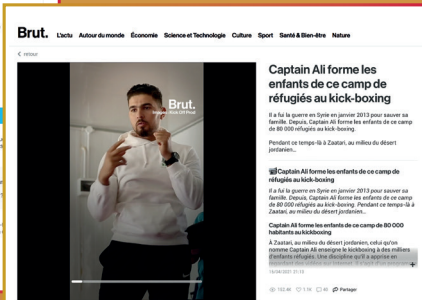 Brut.
L'actu Autour du monde Économie Science et Technologie Culture Sport Santé & Bien-être Nature
retour
Brut.
Captain Ali forme les
enfants de ce camp de
réfugiés au kick-boxing
Il a fui la guerre en Syrie en janvier 2013 pour sauver sa
famille. Depuis, Captain Ali forme les enfants de ce camp
de 80 000 réfugiés au kick-boxing.
Pendant ce temps-là à Zaatari, au milieu du désert
jordanien...
Captain Ali forme les enfants de ce camp de
réfugiés au kick-boxing
Il a fui la guerre en Syrie en janvier 2013 pour sauver sa
famille. Depuis, Captain Ali forme les enfants de ce camp
de 80 000 réfugiés au kick-boxing. Pendant ce temps-là à
Zaatari, au milieu du désert jordanien...
Captain Ali forme les enfants de ce camp de 80 000
habitants au kickboxing
À Zaatari, au milieu du désert jordanien, celui qu'on
nomme Captain Ali enseigne le kickboxing à des milliers
d'enfants réfugiés. Une discipline qu'il a apprise en
Partager